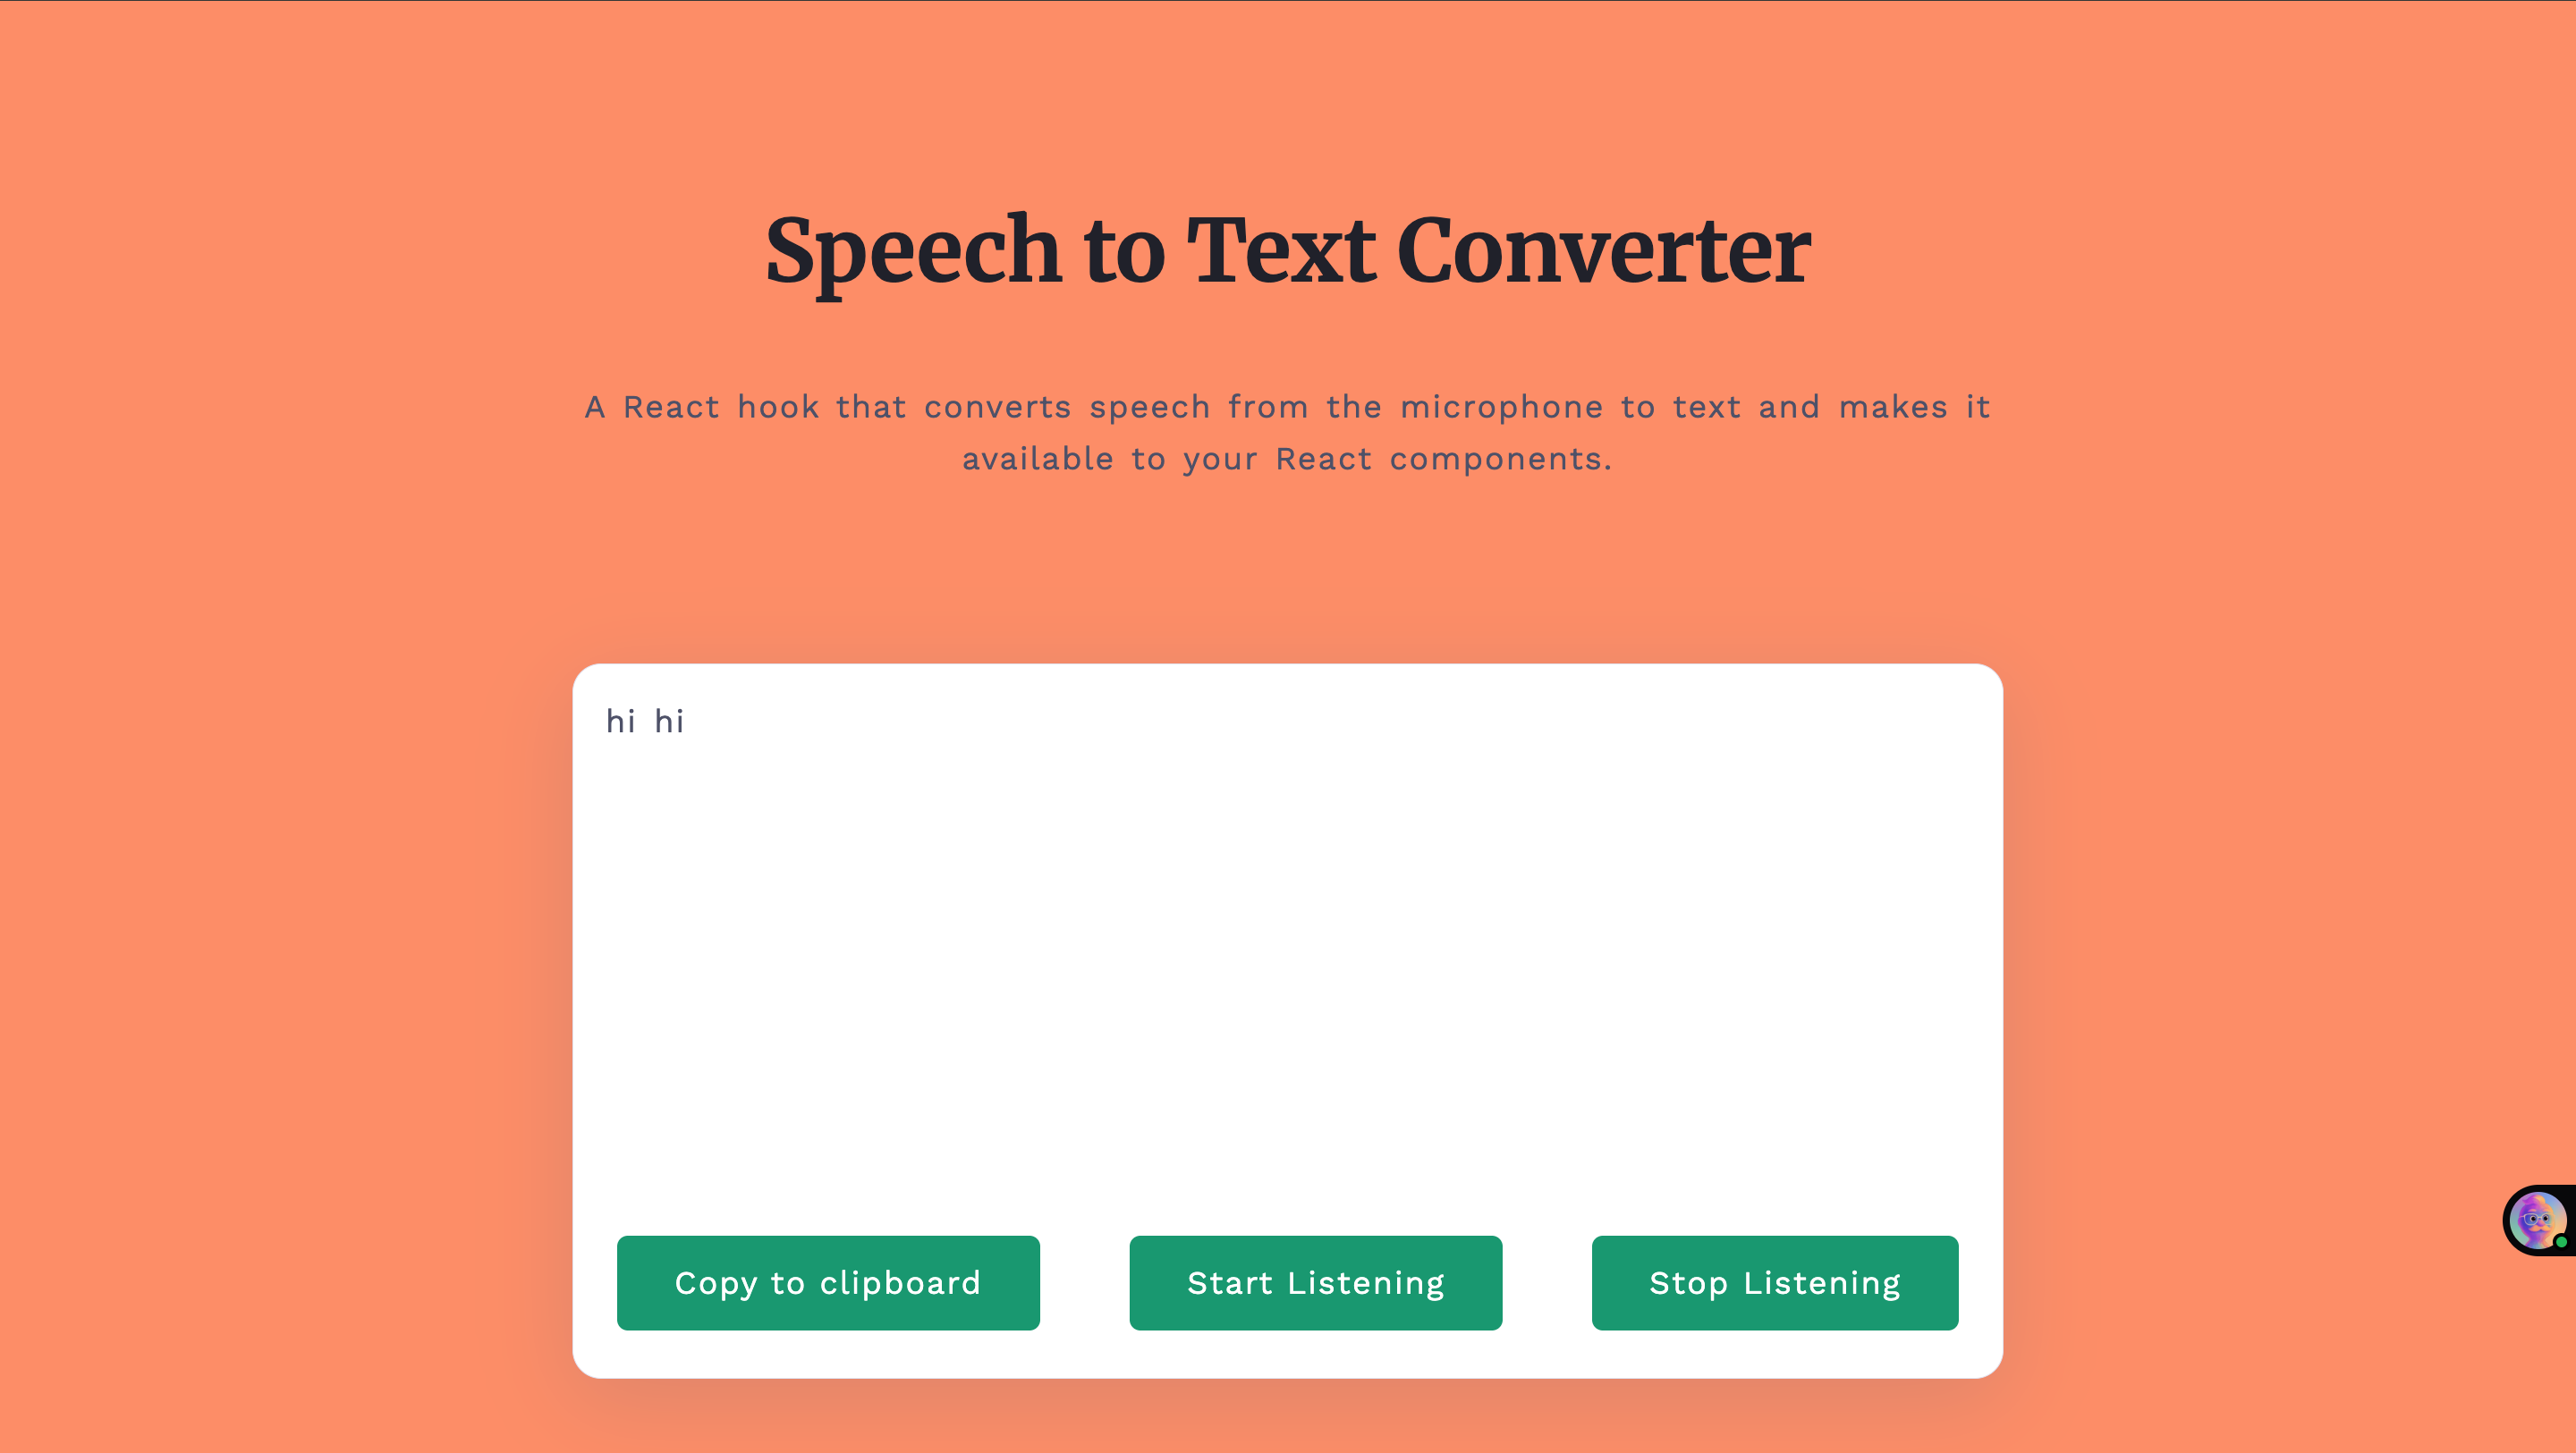 Speech to Text Converter
A React hook that converts speech from the microphone to text and makes it
available to your React components.
hi hi
Copy to clipboard
Start Listening
Stop Listening